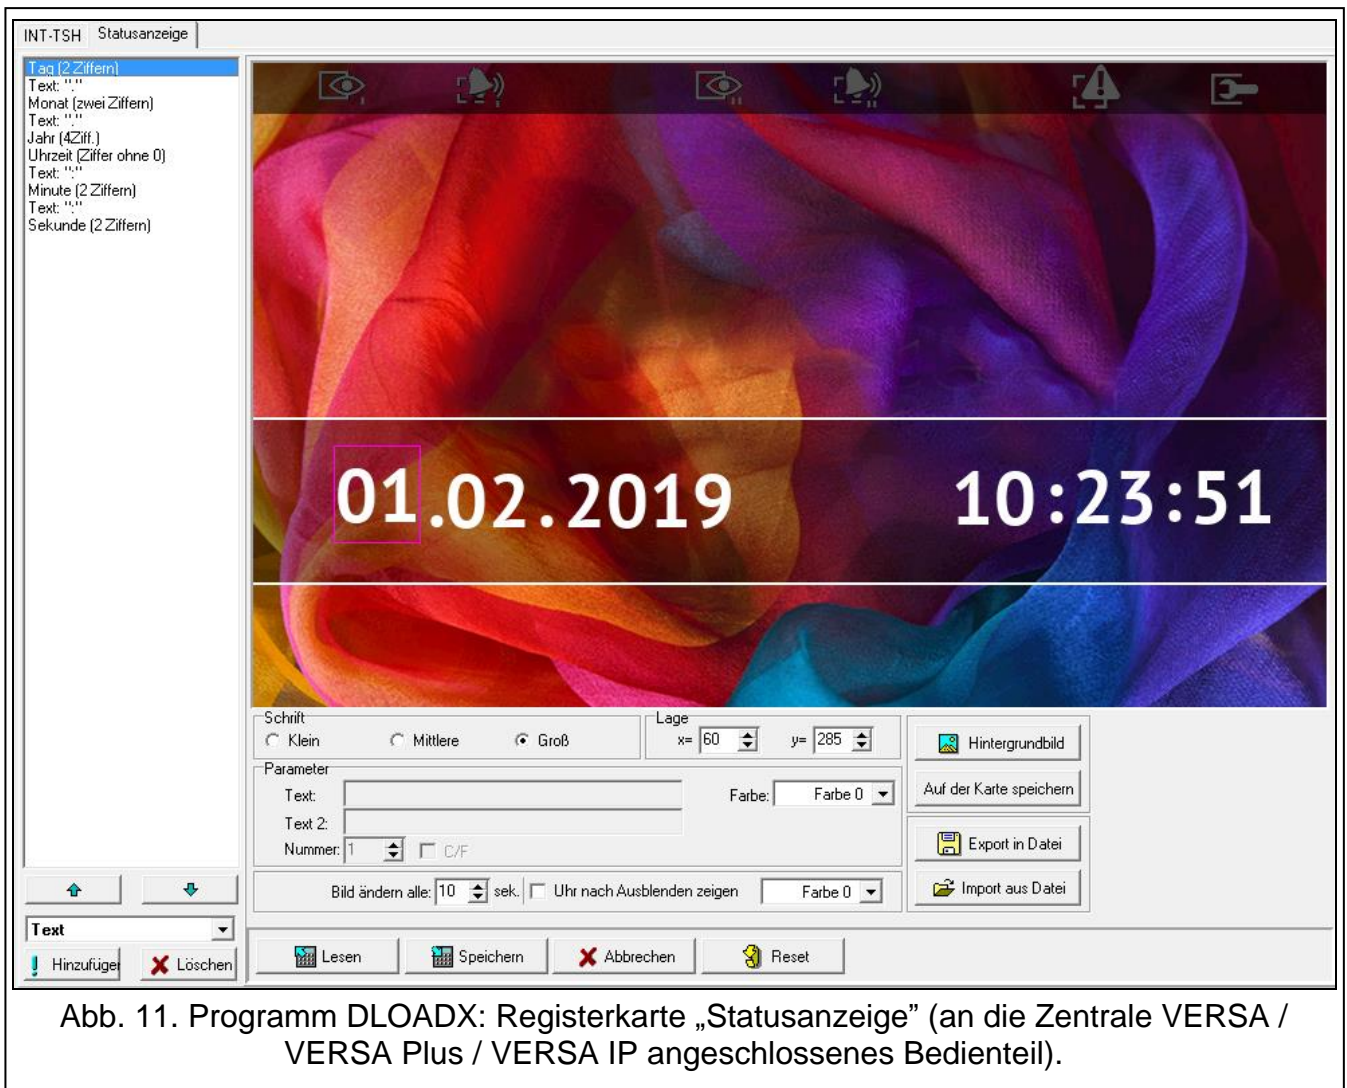 INT-TSH Statusanzeige
Tag (2 Ziffern)
Text: "."
Monat (zwei Ziffern)
Text: "."
Jahr (4Ziff.)
Uhrzeit (Ziffer ohne 0)
Text: ":"
Minute (2 Ziffern)
Text: ":"
Sekunde (2 Ziffern)
Text
Hinzufüger
Löschen
01.02.2019 10:23:51
Schrift
Klein Mittlere Groß
Lage
x= 60 y= 285
Parameter
Text:
Text 2:
Nummer: 1 C/F
Farbe: Farbe 0
Bild ändern alle: 10 sek. Uhr nach Ausblenden zeigen Farbe 0
Hintergrundbild
Auf der Karte speichern
Export in Datei
Import aus Datei
Lesen Speichern Abbrechen Reset
Abb. 11. Programm DLOADX: Registerkarte „Statusanzeige” (an die Zentrale VERSA /
VERSA Plus / VERSA IP angeschlossenes Bedienteil).